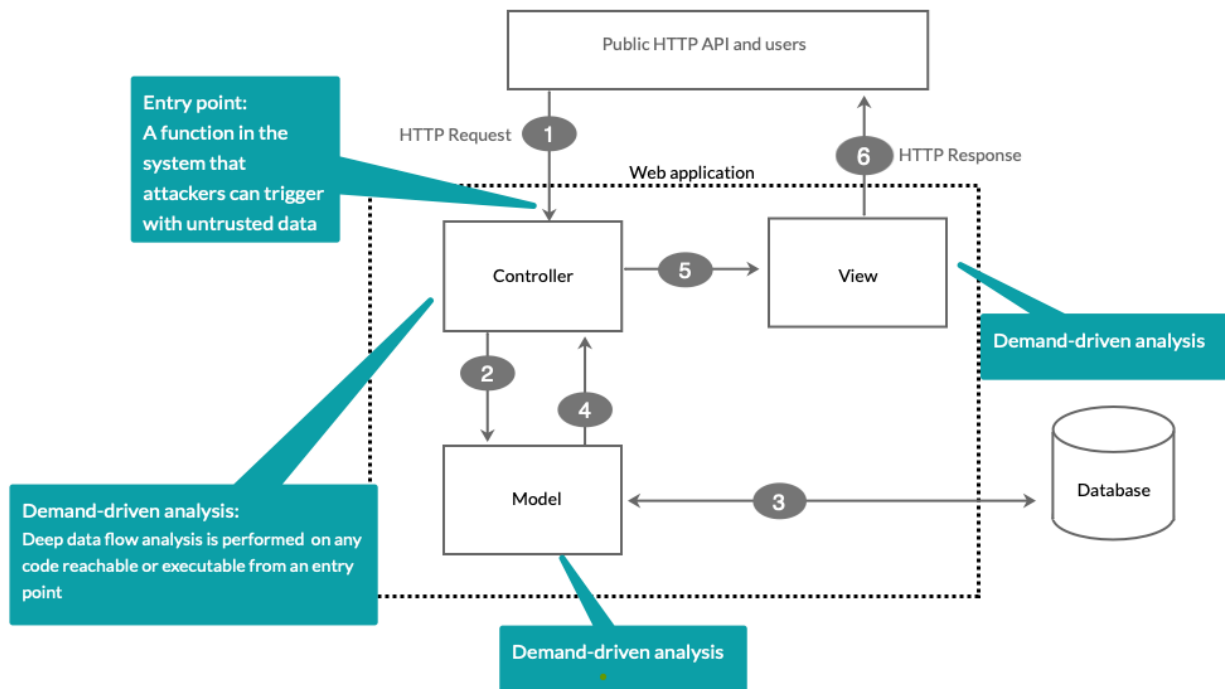 Public HTTP API and users
Entry point:
A function in the
system that
attackers can trigger
with untrusted data
HTTP Request
1
6
HTTP Response
Web application
Controller
5
View
Demand-driven analysis
2
4
Demand-driven analysis:
Deep data flow analysis is performed on any
code reachable or executable from an entry
point
Model
3
Database
Demand-driven analysis